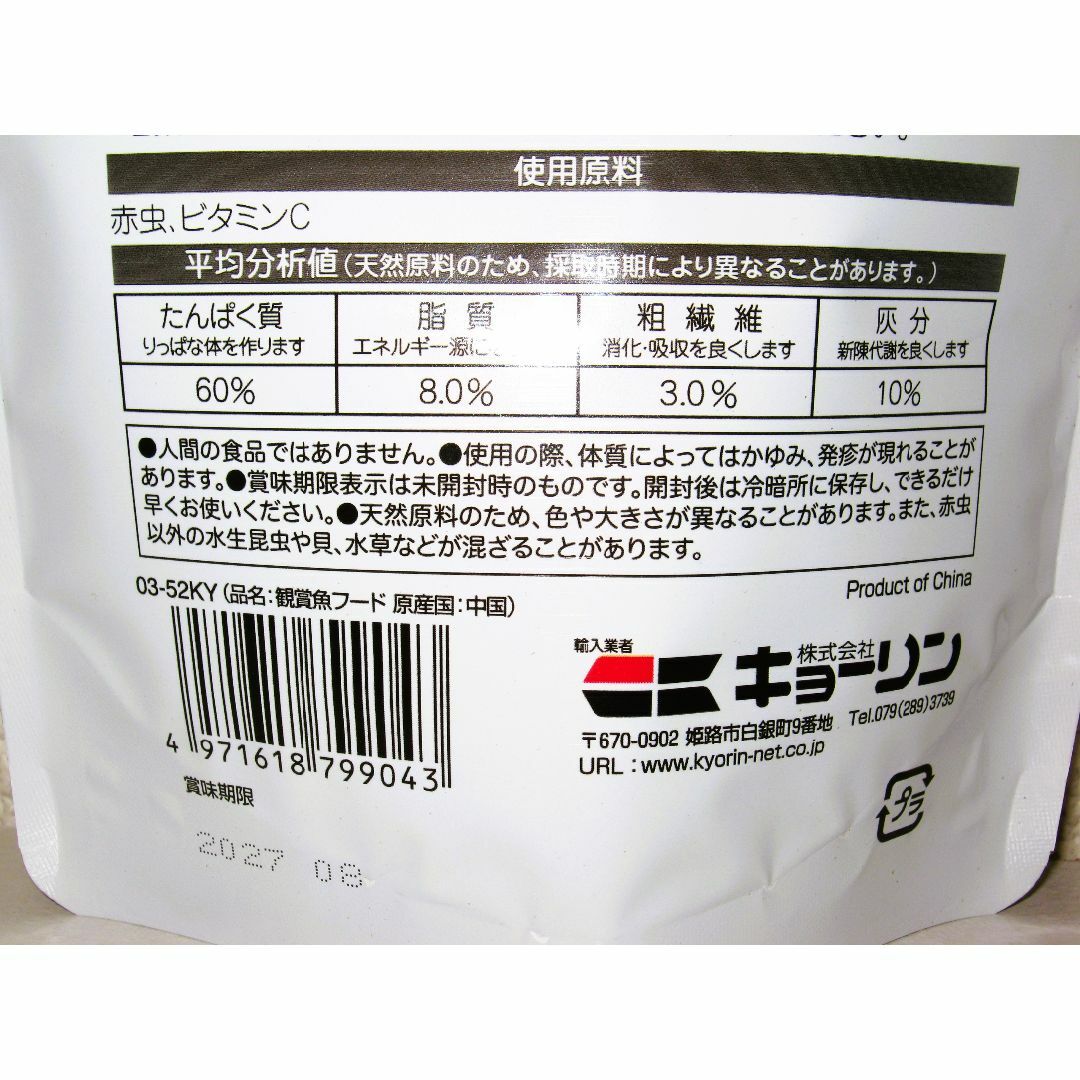 使用原料
赤虫、ビタミンC
平均分析値(天然原料のため、採取時期により異なることがあります。)
たんぱく質 脂質 粗繊維 灰分
りっぱな体を作ります エネルギー源に 消化・吸収を良くします 新陳代謝を良くします
60% 8.0% 3.0% 10%
●人間の食品ではありません。●使用の際、体質によってはかゆみ、発疹が現れることが
あります。●賞味期限表示は未開封時のものです。開封後は冷暗所に保存し、できるだけ
早くお使いください。●天然原料のため、色や大きさが異なることがあります。また、赤虫
以外の水生昆虫や貝、水草などが混ざることがあります。
Product of China
03-52KY(品名:観賞魚フード 原産国:中国)
輸入業者
株式会社
キョーリン
〒670-0902 姫路市白銀町9番地 Tel.079(289)3739
URL:www.kyorin-net.co.jp
4 971618 799043
プラ
賞味期限
2027 08